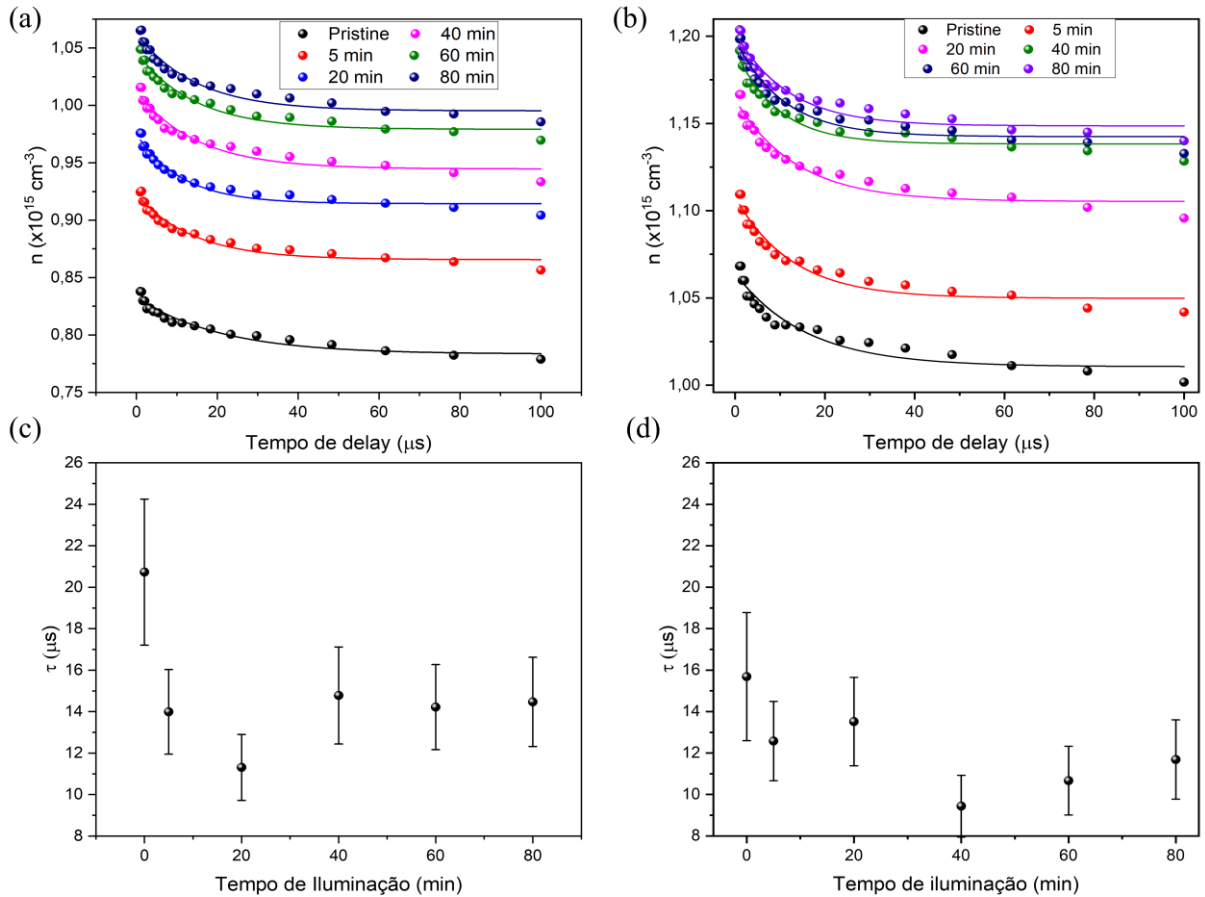 (a)
Pristine 40 min
5 min 60 min
20 min 80 min
1,05
1,00
0,95
0,90
0,85
0,80
0,75
n (x10¹⁵ cm⁻³)
0 20 40 60 80 100
Tempo de delay (μs)
(b)
Pristine 5 min
20 min 40 min
60 min 80 min
1,20
1,15
1,10
1,05
1,00
n (x10¹⁵ cm⁻³)
0 20 40 60 80 100
Tempo de delay (μs)
(c)
26
24
22
20
18
16
14
12
10
8
τ (μs)
0 20 40 60 80
Tempo de Iluminação (min)
(d)
26
24
22
20
18
16
14
12
10
8
τ (μs)
0 20 40 60 80
Tempo de iluminação (min)